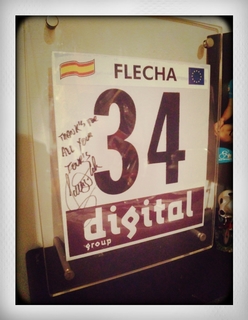 FLECHA
34
THANKS FOR
ALL YOUR
digital
group